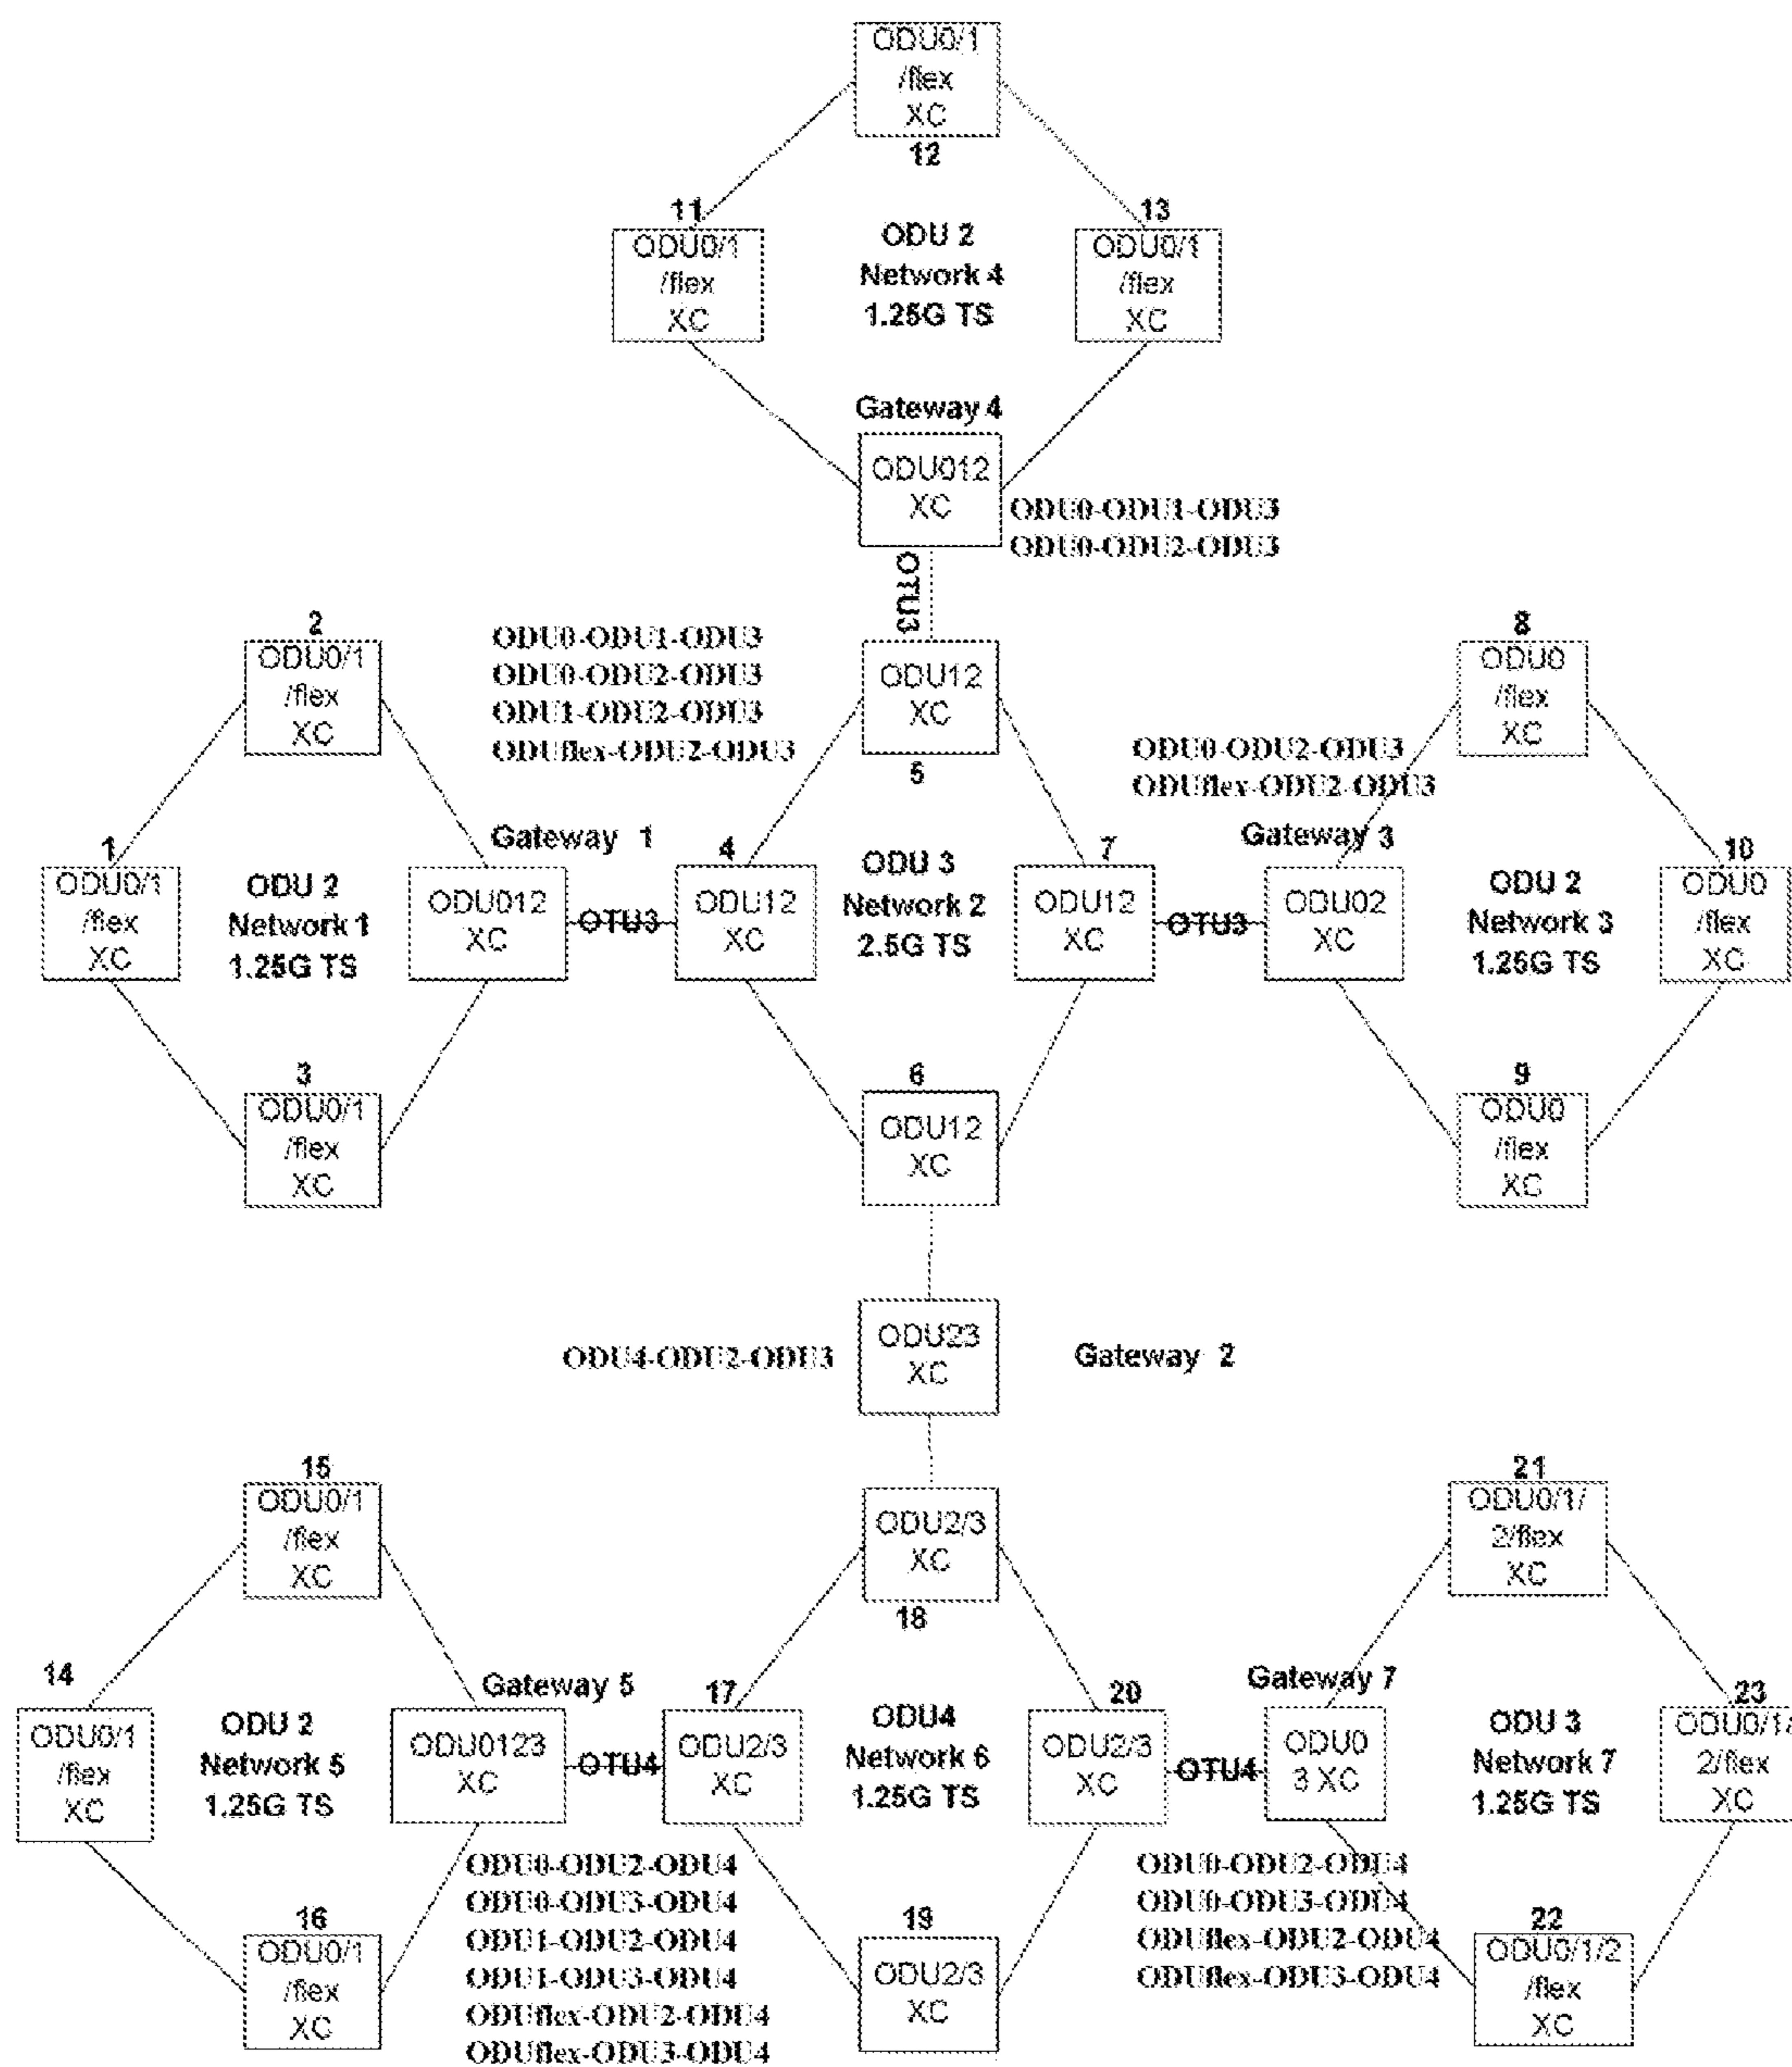 ODU0/1
/flex
XC
12
11
ODU0/1
/flex
XC
ODU 2
Network 4
1.25G TS
13
ODU0/1
/flex
XC
Gateway 4
ODU012
XC
ODU0-ODU1-ODU3
ODU0-ODU2-ODU3
OTU3
2
ODU0/1
/flex
XC
ODU0-ODU1-ODU3
ODU0-ODU2-ODU3
ODU1-ODU2-ODU3
ODUflex-ODU2-ODU3
ODU12
XC
5
8
ODU0
/flex
XC
ODU0-ODU2-ODU3
ODUflex-ODU2-ODU3
1
ODU0/1
/flex
XC
ODU 2
Network 1
1.25G TS
Gateway 1
ODU012
XC
OTU3
4
ODU12
XC
ODU 3
Network 2
2.5G TS
7
ODU12
XC
OTU3
Gateway 3
ODU02
XC
ODU 2
Network 3
1.25G TS
10
ODU0
/flex
XC
3
ODU0/1
/flex
XC
6
ODU12
XC
9
ODU0
/flex
XC
ODU4-ODU2-ODU3
ODU23
XC
Gateway 2
15
ODU0/1
/flex
XC
ODU2/3
XC
18
21
ODU0/1/
2/flex
XC
14
ODU0/1
/flex
XC
ODU 2
Network 5
1.25G TS
Gateway 5
ODU0123
XC
OTU4
17
ODU2/3
XC
ODU4
Network 6
1.25G TS
20
ODU2/3
XC
OTU4
Gateway 7
ODU0
3 XC
ODU 3
Network 7
1.25G TS
23
ODU0/1/
2/flex
XC
16
ODU0/1
/flex
XC
ODU0-ODU2-ODU4
ODU0-ODU3-ODU4
ODU1-ODU2-ODU4
ODU1-ODU3-ODU4
ODUflex-ODU2-ODU4
ODUflex-ODU3-ODU4
19
ODU2/3
XC
ODU0-ODU2-ODU4
ODU0-ODU3-ODU4
ODUflex-ODU2-ODU4
ODUflex-ODU3-ODU4
22
ODU0/1/2
/flex
XC